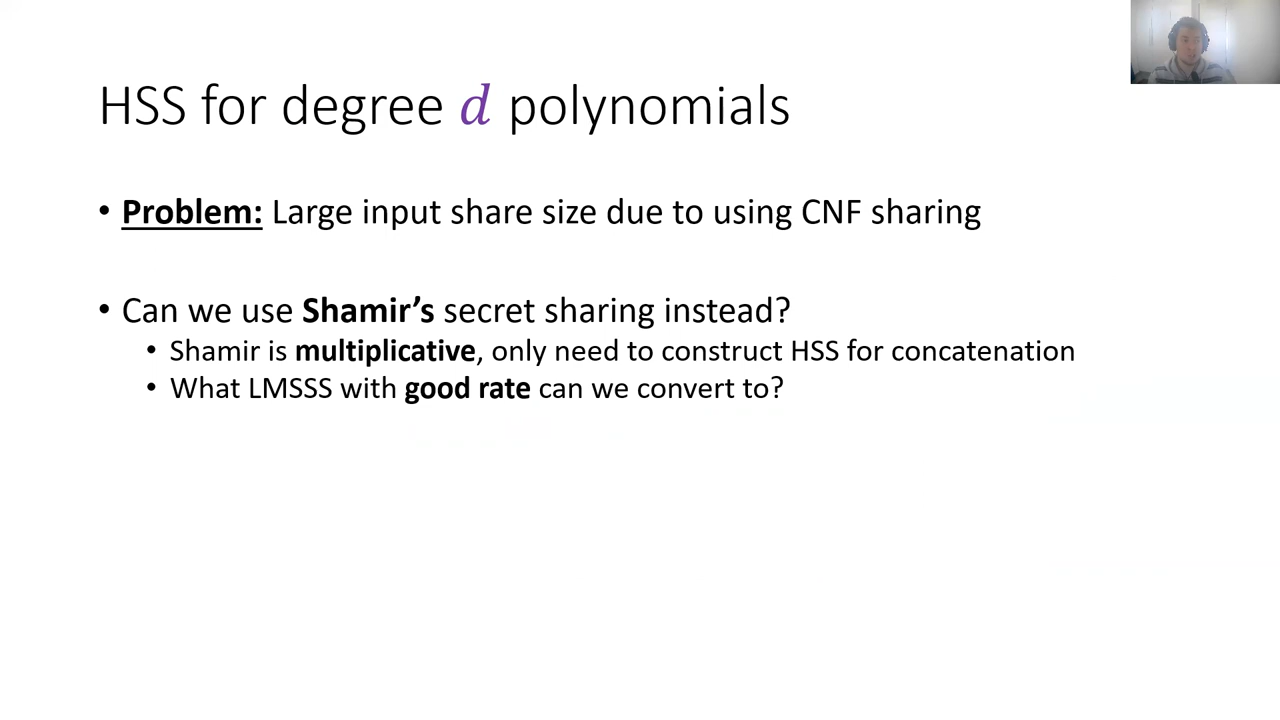 HSS for degree d polynomials
• Problem: Large input share size due to using CNF sharing
• Can we use Shamir’s secret sharing instead?
• Shamir is multiplicative, only need to construct HSS for concatenation
• What LMSSS with good rate can we convert to?